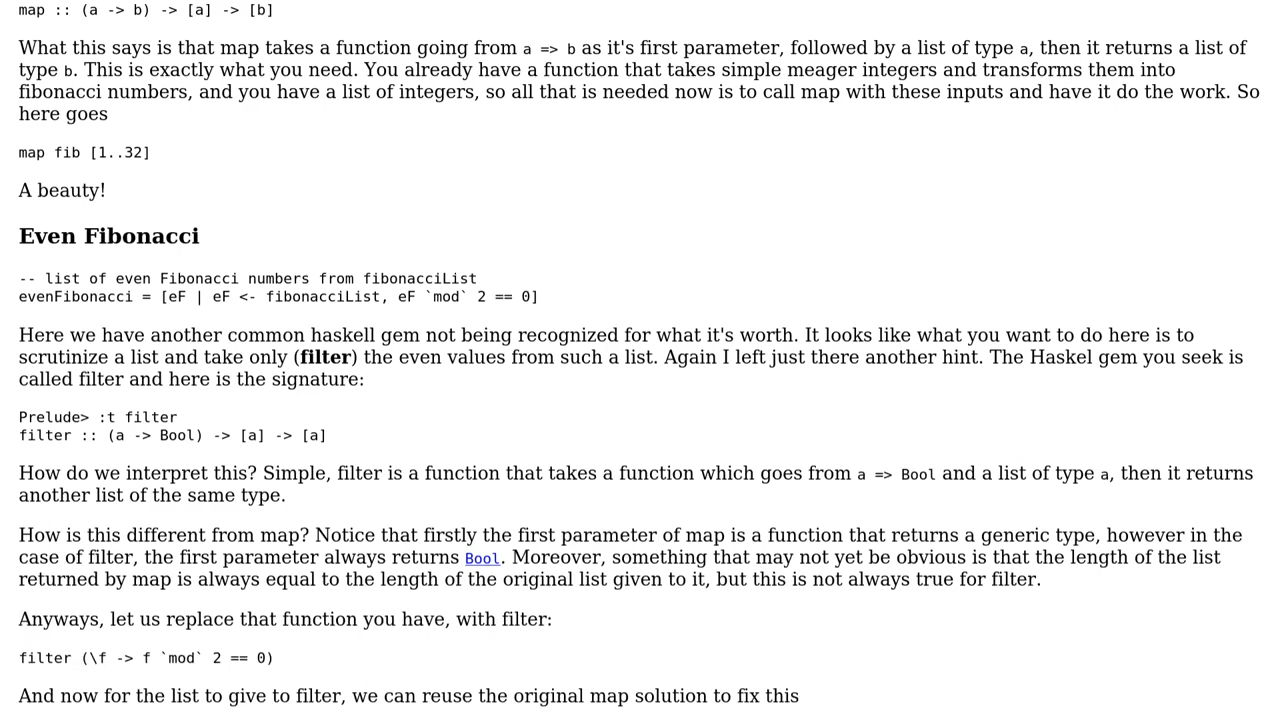 map :: (a -> b) -> [a] -> [b]
What this says is that map takes a function going from a => b as it's first parameter, followed by a list of type a, then it returns a list of
type b. This is exactly what you need. You already have a function that takes simple meager integers and transforms them into
fibonacci numbers, and you have a list of integers, so all that is needed now is to call map with these inputs and have it do the work. So
here goes
map fib [1..32]
A beauty!
Even Fibonacci
-- list of even Fibonacci numbers from fibonacciList
evenFibonacci = [eF | eF <- fibonacciList, eF `mod` 2 == 0]
Here we have another common haskell gem not being recognized for what it's worth. It looks like what you want to do here is to
scrutinize a list and take only (filter) the even values from such a list. Again I left just there another hint. The Haskel gem you seek is
called filter and here is the signature:
Prelude> :t filter
filter :: (a -> Bool) -> [a] -> [a]
How do we interpret this? Simple, filter is a function that takes a function which goes from a => Bool and a list of type a, then it returns
another list of the same type.
How is this different from map? Notice that firstly the first parameter of map is a function that returns a generic type, however in the
case of filter, the first parameter always returns Bool. Moreover, something that may not yet be obvious is that the length of the list
returned by map is always equal to the length of the original list given to it, but this is not always true for filter.
Anyways, let us replace that function you have, with filter:
filter (\f -> f `mod` 2 == 0)
And now for the list to give to filter, we can reuse the original map solution to fix this